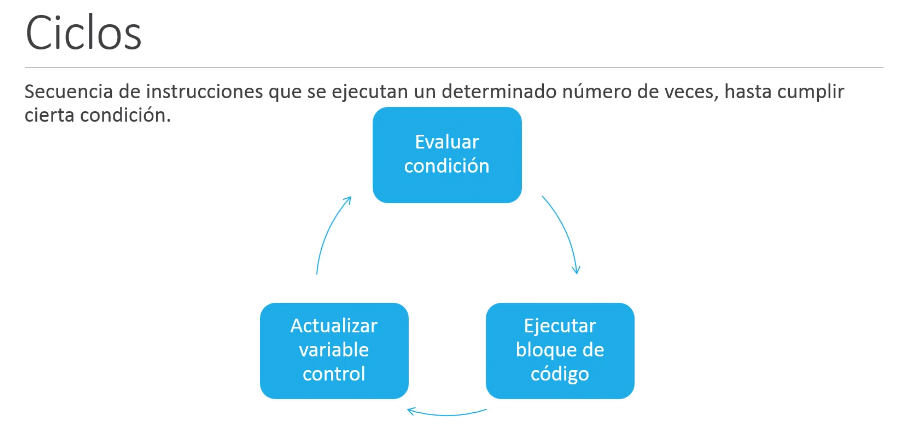 Ciclos
Secuencia de instrucciones que se ejecutan un determinado número de veces, hasta cumplir
cierta condición.
Evaluar
condición
Actualizar
variable
control
Ejecutar
bloque de
código